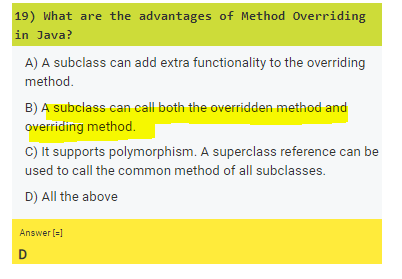 19) What are the advantages of Method Overriding
in Java?
A) A subclass can add extra functionality to the overriding
method.
B) A subclass can call both the overridden method and
overriding method.
C) It supports polymorphism. A superclass reference can be
used to call the common method of all subclasses.
D) All the above
Answer [=]
D